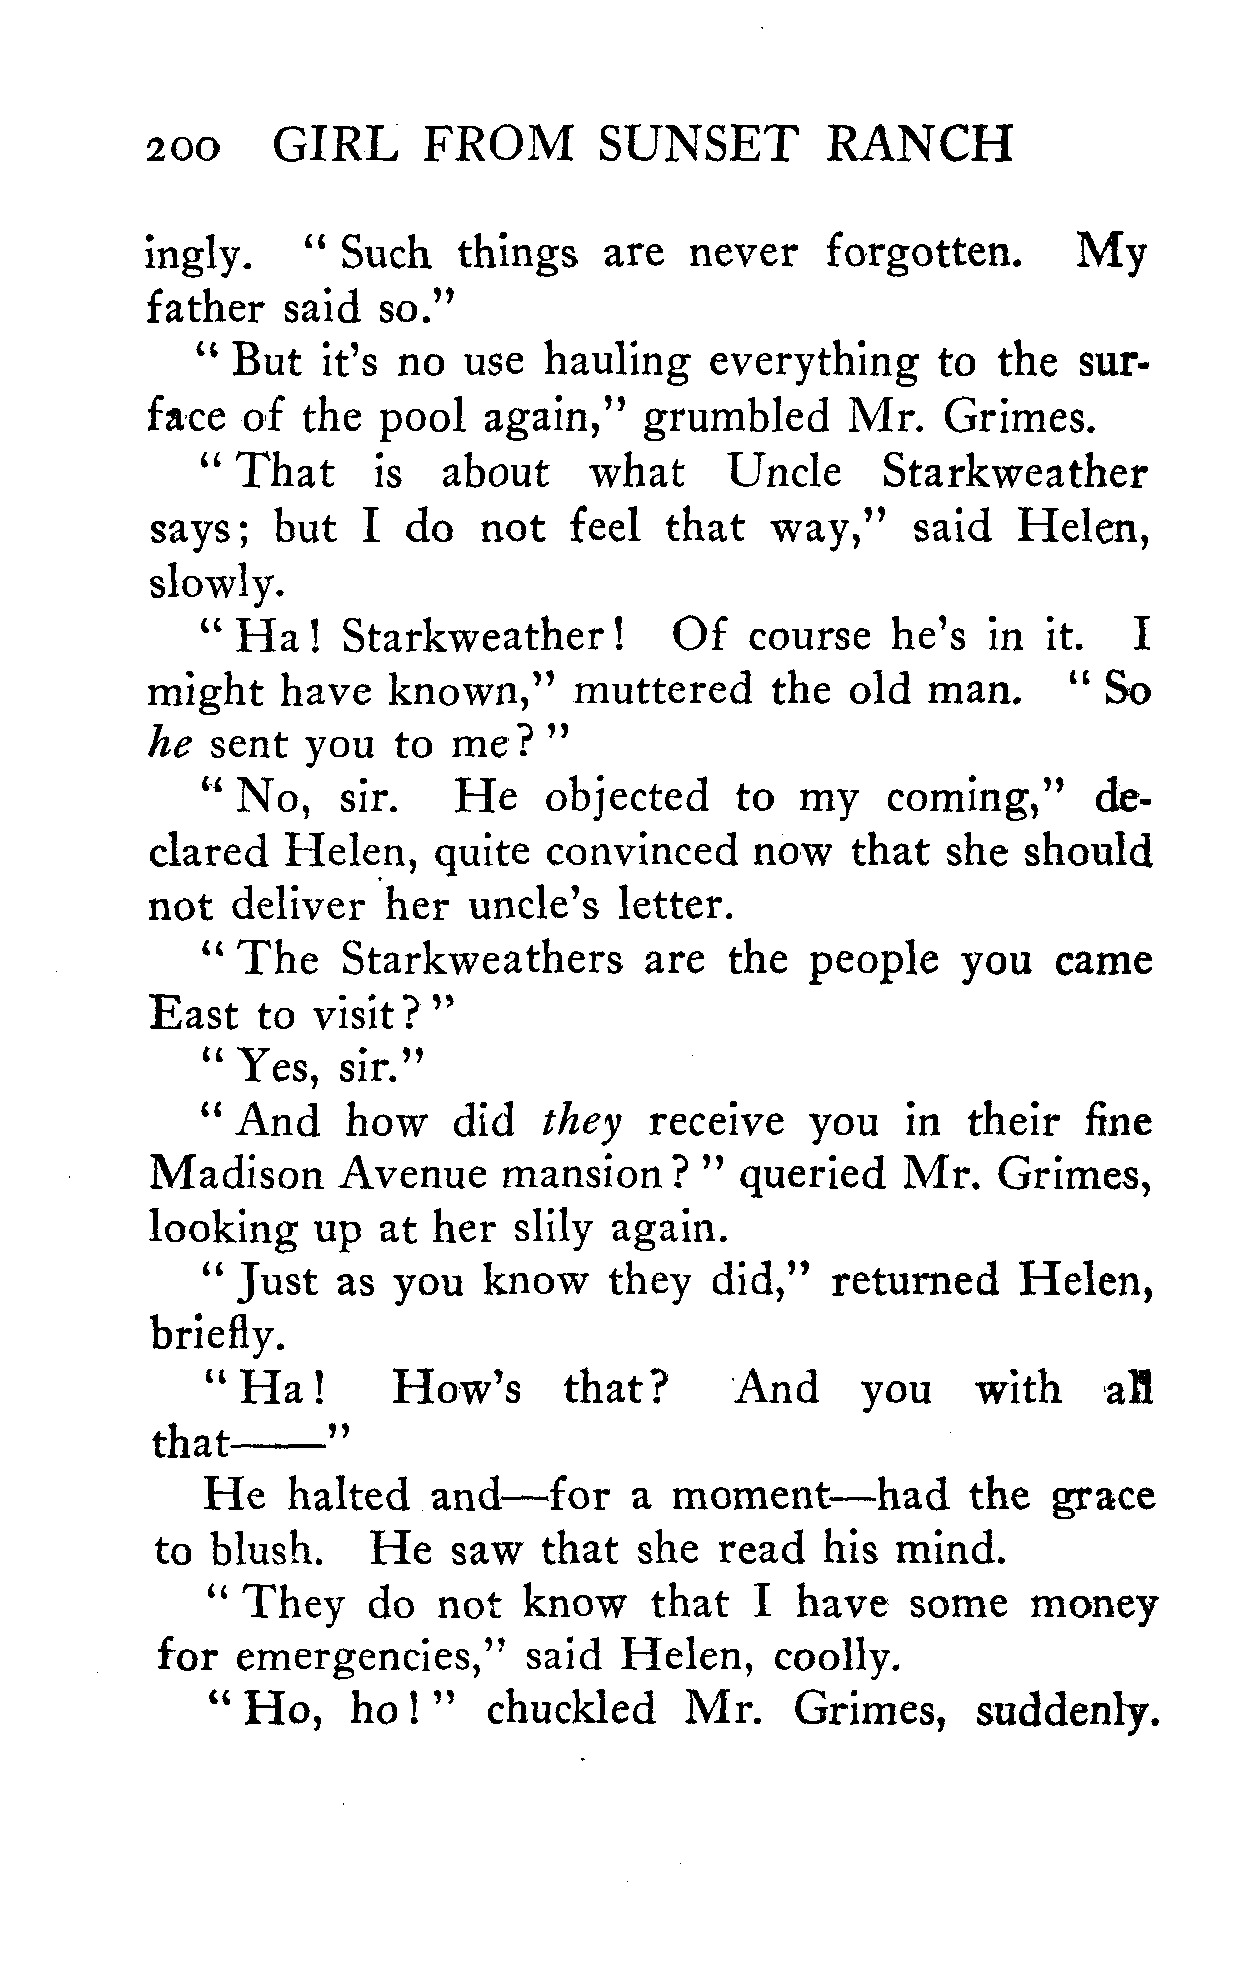 200 GIRL FROM SUNSET RANCH
ingly. " Such things are never forgotten. My
father said so."
" But it's no use hauling everything to the sur-
face of the pool again," grumbled Mr. Grimes.
" That is about what Uncle Starkweather
says; but I do not feel that way," said Helen,
slowly.
" Ha! Starkweather! Of course he's in it. I
might have known," muttered the old man. " So
he sent you to me? "
" No, sir. He objected to my coming," de-
clared Helen, quite convinced now that she should
not deliver her uncle's letter.
" The Starkweathers are the people you came
East to visit? "
" Yes, sir."
" And how did they receive you in their fine
Madison Avenue mansion? " queried Mr. Grimes,
looking up at her slily again.
" Just as you know they did," returned Helen,
briefly.
" Ha! How's that? And you with all
that——"
He halted and—for a moment—had the grace
to blush. He saw that she read his mind.
" They do not know that I have some money
for emergencies," said Helen, coolly.
" Ho, ho! " chuckled Mr. Grimes, suddenly.